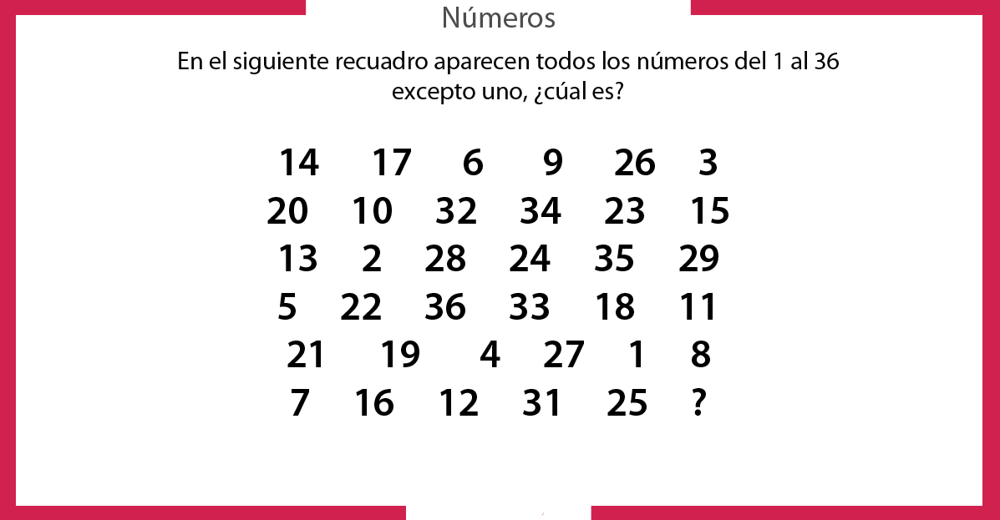 Números
En el siguiente recuadro aparecen todos los números del 1 al 36
excepto uno, ¿cúal es?
14 17 6 9 26 3
20 10 32 34 23 15
13 2 28 24 35 29
5 22 36 33 18 11
21 19 4 27 1 8
7 16 12 31 25 ?